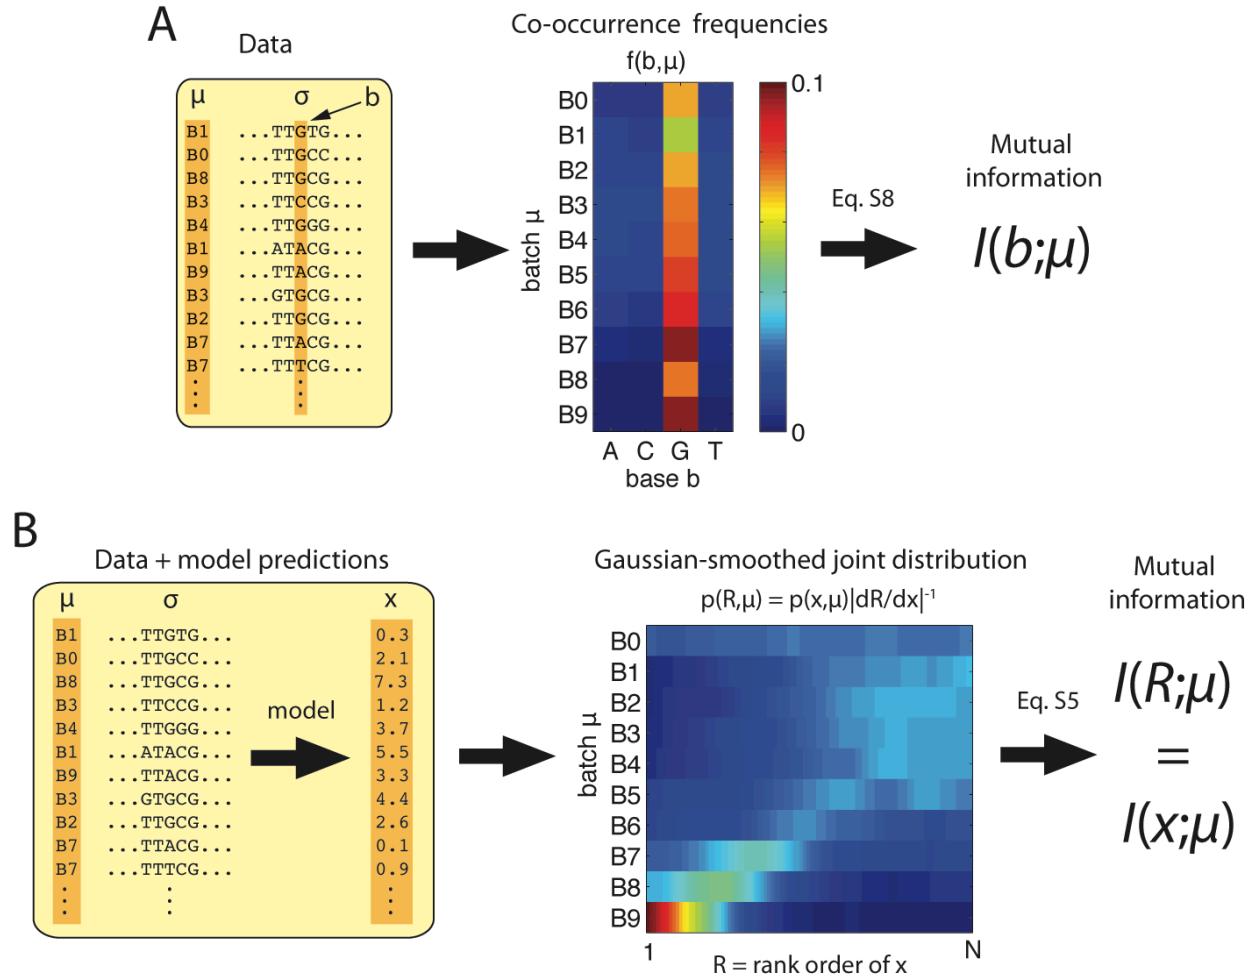 A
Data
μ σ b
B1 ...TTGTG...
B0 ...TTGCC...
B8 ...TTGCG...
B3 ...TTCCG...
B4 ...TTGGG...
B1 ...ATACG...
B9 ...TTACG...
B3 ...GTGCG...
B2 ...TTGCG...
B7 ...TTACG...
B7 ...TTTCG...
Co-occurrence frequencies
f(b,μ)
batch μ
B0
B1
B2
B3
B4
B5
B6
B7
B8
B9
A C G T
base b
0.1
0
Eq. S8
Mutual
information
I(b;μ)
B
Data + model predictions
μ σ x
B1 ...TTGTG... 0.3
B0 ...TTGCC... 2.1
B8 ...TTGCG... 7.3
B3 ...TTCCG... 1.2
B4 ...TTGGG... 3.7
B1 ...ATACG... 5.5
B9 ...TTACG... 3.3
B3 ...GTGCG... 4.4
B2 ...TTGCG... 2.6
B7 ...TTACG... 0.1
B7 ...TTTCG... 0.9
model
Gaussian-smoothed joint distribution
p(R,μ) = p(x,μ)|dR/dx|⁻¹
batch μ
B0
B1
B2
B3
B4
B5
B6
B7
B8
B9
1 N
R = rank order of x
Eq. S5
Mutual
information
I(R;μ)
=
I(x;μ)